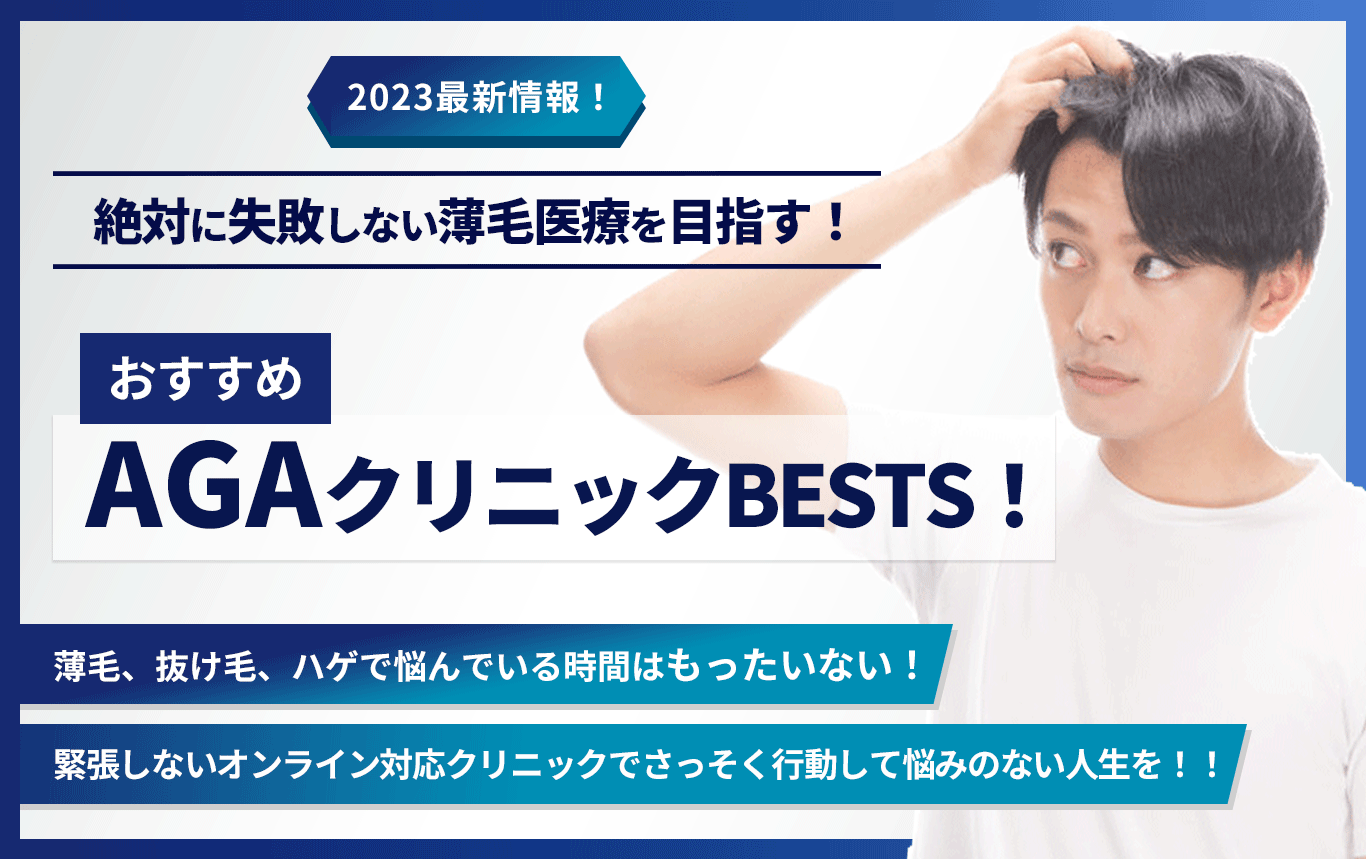 2023最新情報！
絶対に失敗しない薄毛医療を目指す！
おすすめ
AGAクリニックBESTS！
薄毛、抜け毛、ハゲで悩んでいる時間はもったいない！
緊張しないオンライン対応クリニックでさっそく行動して悩みのない人生を！！